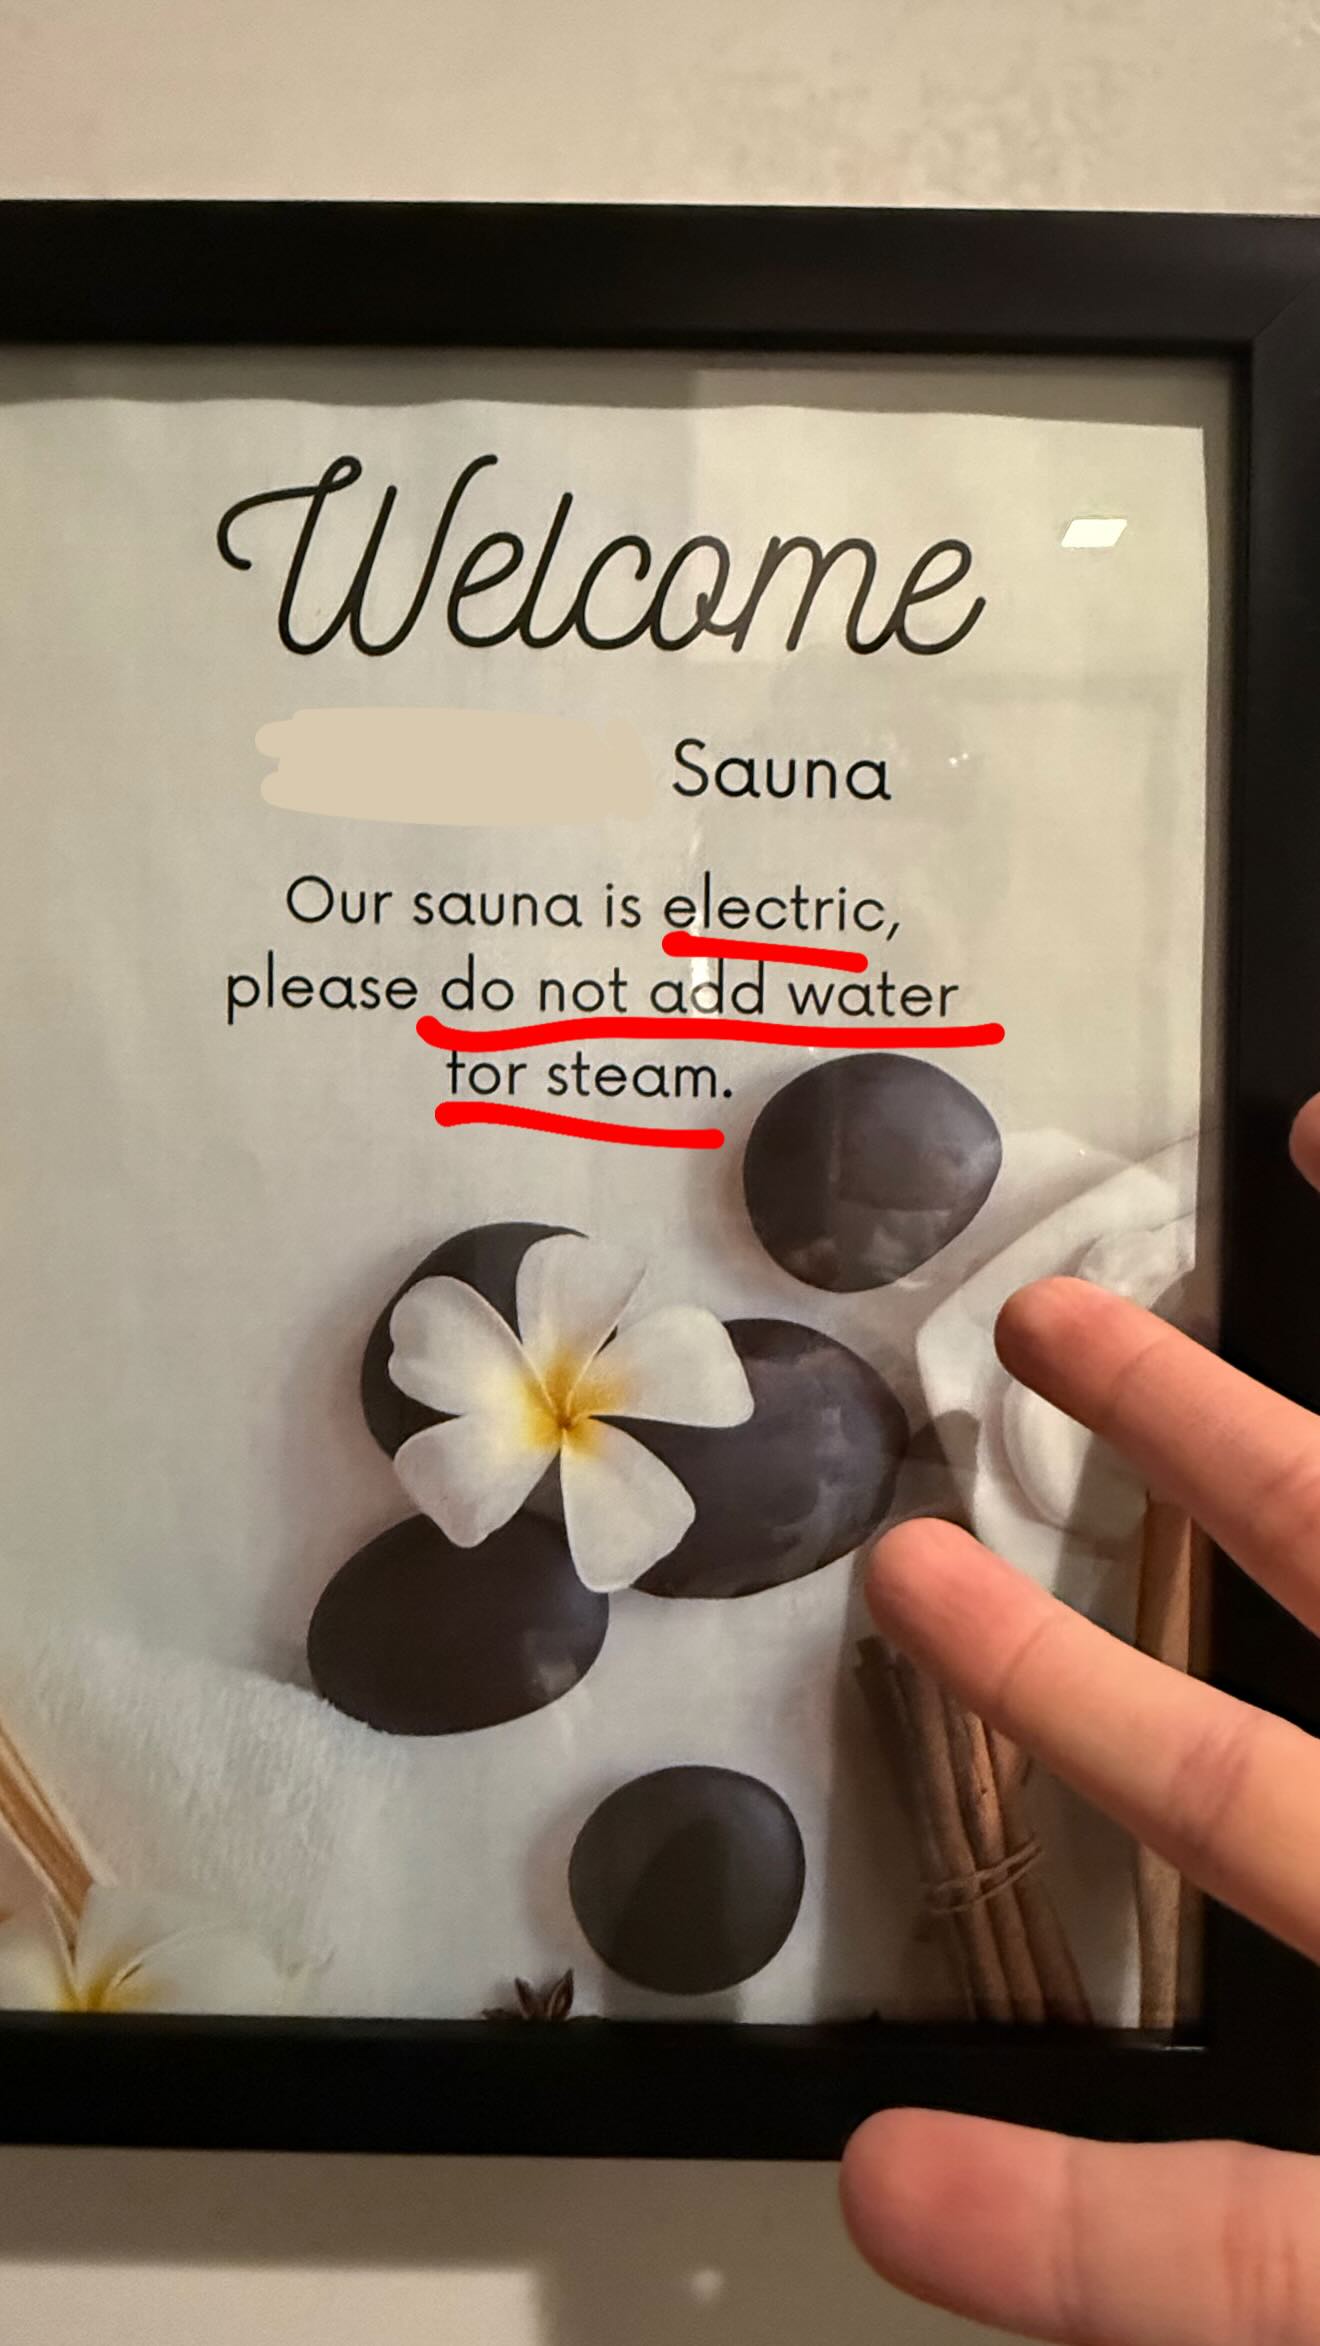 Welcome
Sauna
Our sauna is electric,
please do not add water
for steam.